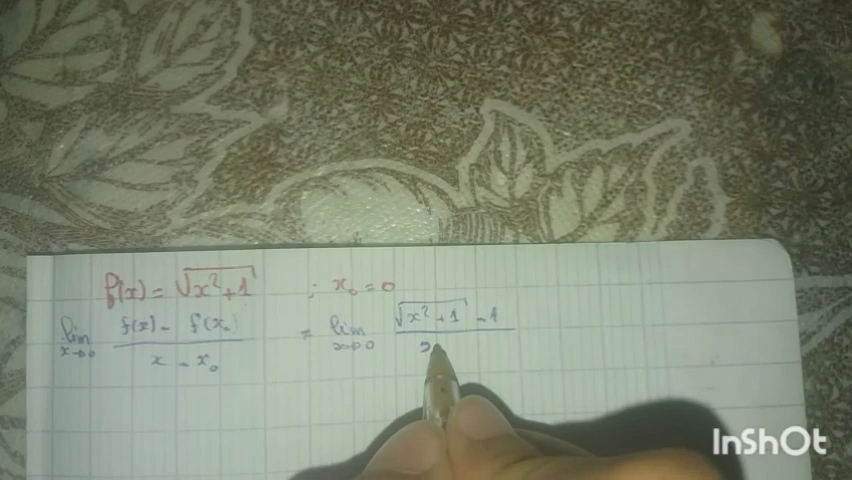 f(x) = √(x² + 1) ; x₀ = 0
lim x→0 (f(x) - f(x₀)) / (x - x₀) = lim x→0 (√(x² + 1) - 1) / x
InShOt